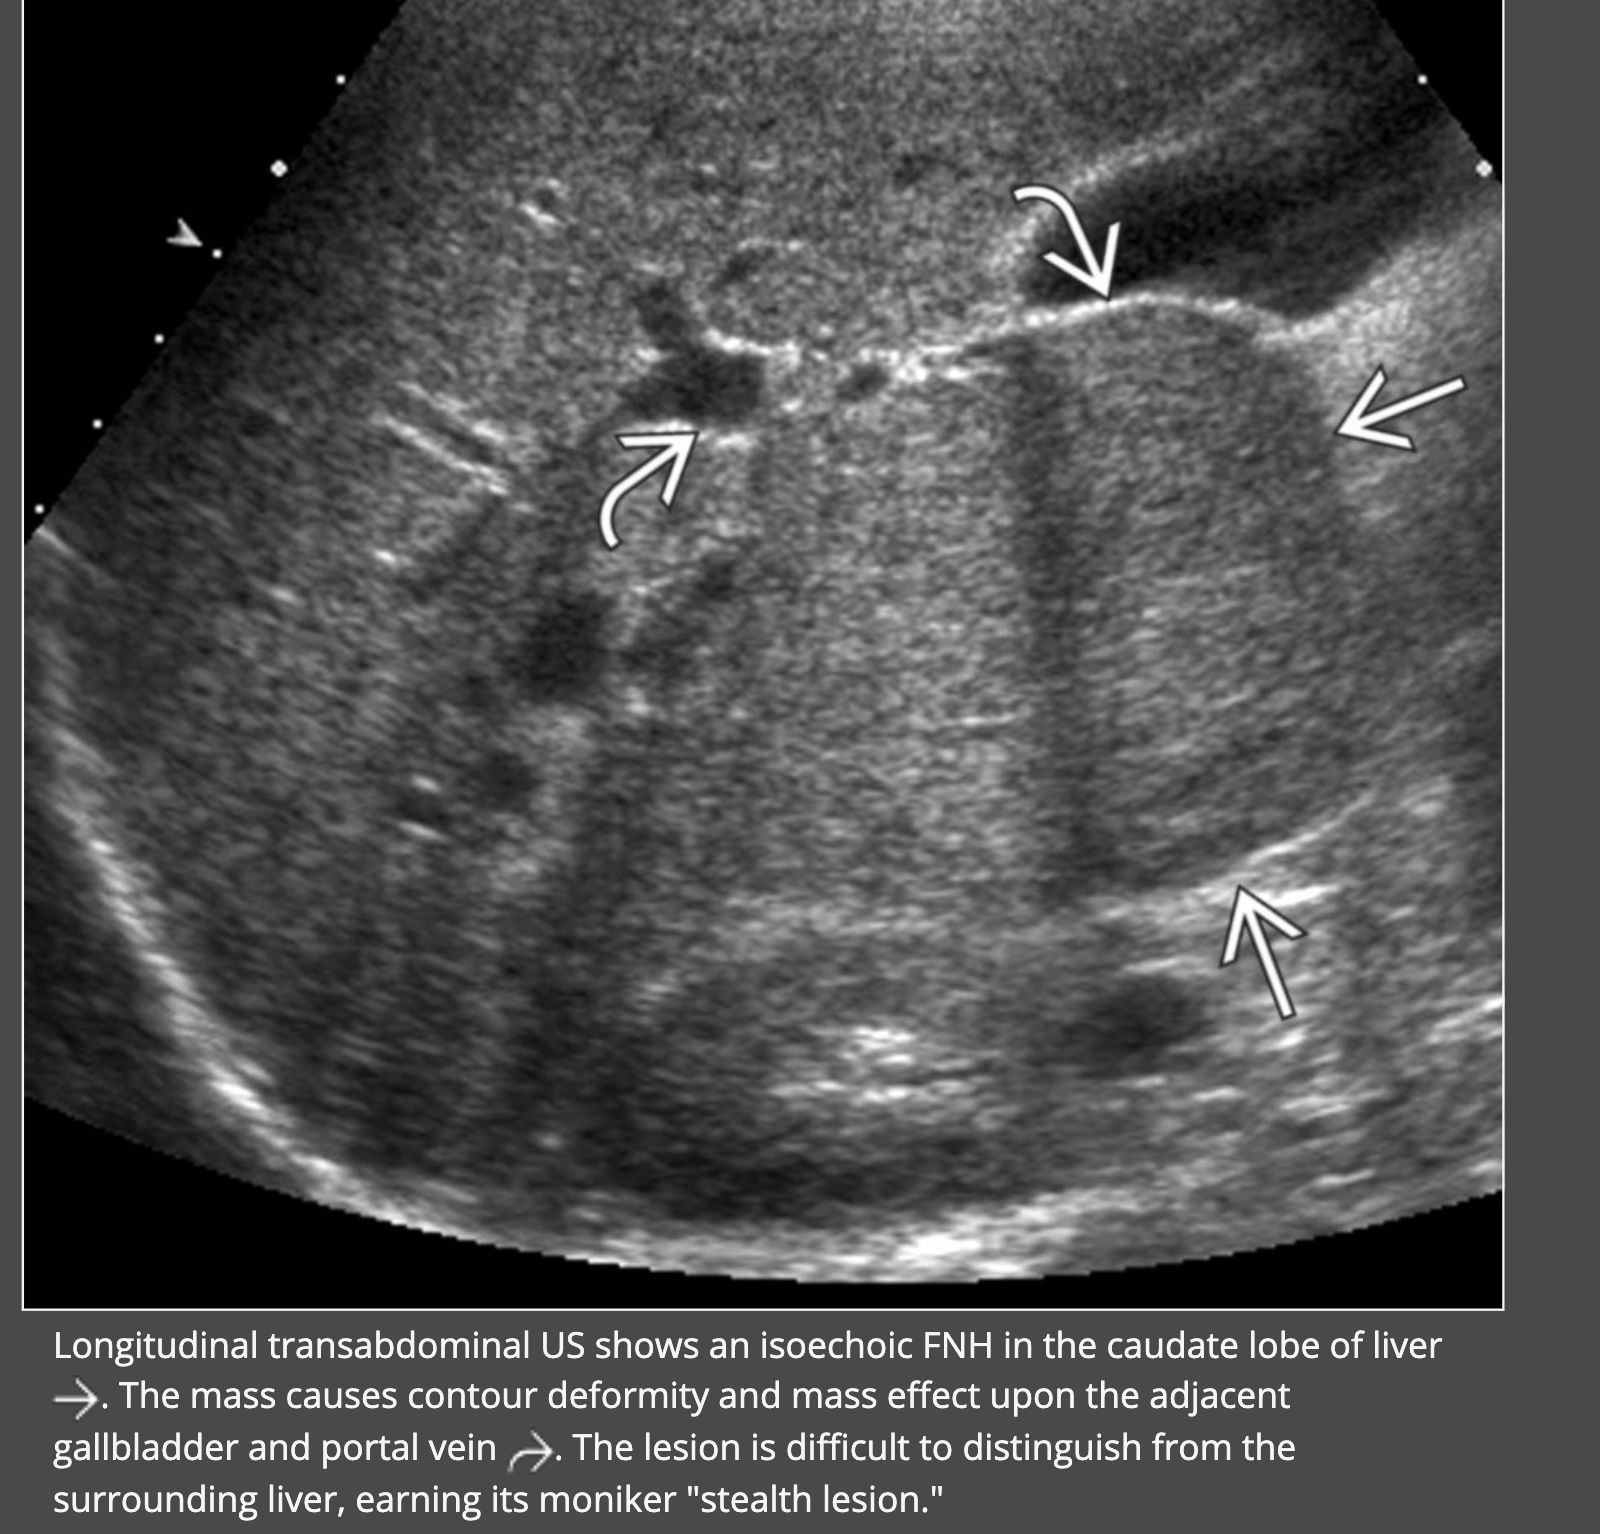 Longitudinal transabdominal US shows an isoechoic FNH in the caudate lobe of liver
. The mass causes contour deformity and mass effect upon the adjacent
gallbladder and portal vein . The lesion is difficult to distinguish from the
surrounding liver, earning its moniker "stealth lesion."